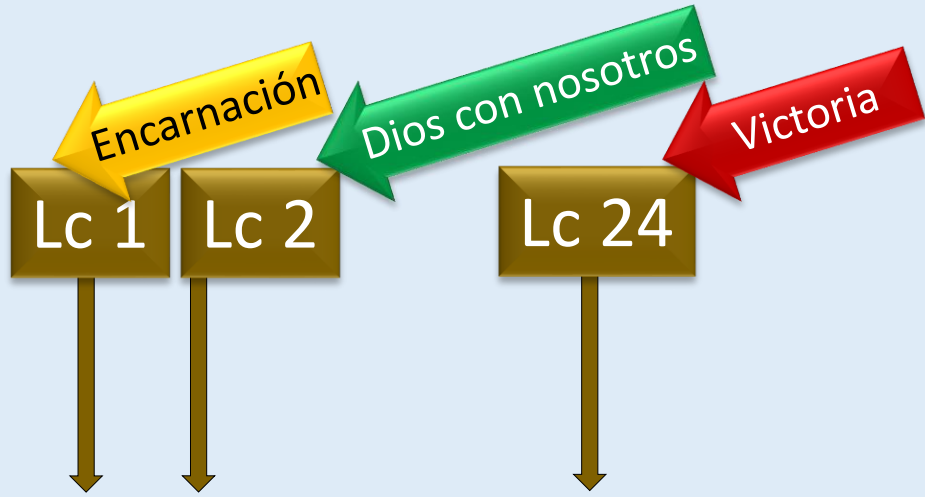 Encarnación
Dios con nosotros
Victoria
Lc 1
Lc 2
Lc 24